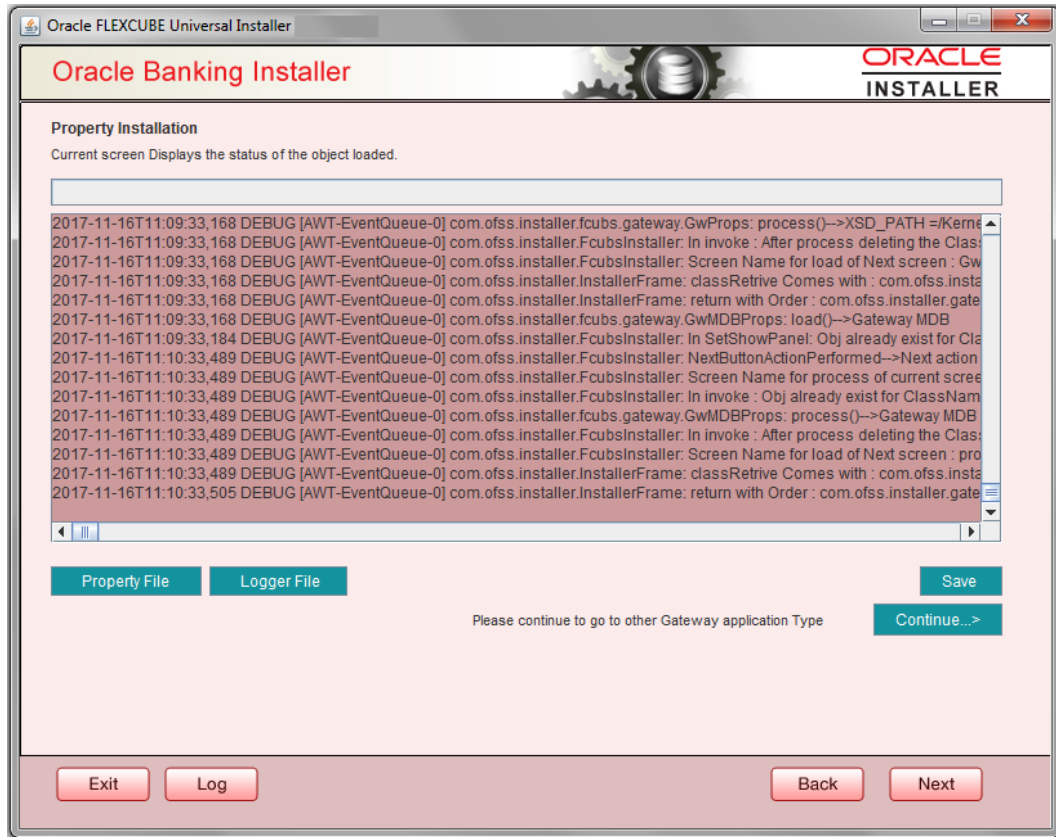 Oracle FLEXCUBE Universal Installer
Oracle Banking Installer
ORACLE
INSTALLER
Property Installation
Current screen Displays the status of the object loaded.
2017-11-16T11:09:33,168 DEBUG [AWT-EventQueue-0] com.ofss.installer.fcubs.gateway.GwProps: process()-->XSD_PATH =/Kerne
2017-11-16T11:09:33,168 DEBUG [AWT-EventQueue-0] com.ofss.installer.FcubsInstaller: In invoke : After process deleting the Clas
2017-11-16T11:09:33,168 DEBUG [AWT-EventQueue-0] com.ofss.installer.FcubsInstaller: Screen Name for load of Next screen : Gw
2017-11-16T11:09:33,168 DEBUG [AWT-EventQueue-0] com.ofss.installer.InstallerFrame: classRetrive Comes with : com.ofss.insta
2017-11-16T11:09:33,168 DEBUG [AWT-EventQueue-0] com.ofss.installer.InstallerFrame: return with Order : com.ofss.installer.gate
2017-11-16T11:09:33,168 DEBUG [AWT-EventQueue-0] com.ofss.installer.fcubs.gateway.GwMDBProps: load()-->Gateway MDB
2017-11-16T11:09:33,184 DEBUG [AWT-EventQueue-0] com.ofss.installer.FcubsInstaller: In SetShowPanel: Obj already exist for Cla
2017-11-16T11:10:33,489 DEBUG [AWT-EventQueue-0] com.ofss.installer.FcubsInstaller: NextButtonActionPerformed-->Next action
2017-11-16T11:10:33,489 DEBUG [AWT-EventQueue-0] com.ofss.installer.FcubsInstaller: Screen Name for process of current scree
2017-11-16T11:10:33,489 DEBUG [AWT-EventQueue-0] com.ofss.installer.FcubsInstaller: In invoke : Obj already exist for ClassNam
2017-11-16T11:10:33,489 DEBUG [AWT-EventQueue-0] com.ofss.installer.fcubs.gateway.GwMDBProps: process()-->Gateway MDB
2017-11-16T11:10:33,489 DEBUG [AWT-EventQueue-0] com.ofss.installer.FcubsInstaller: In invoke : After process deleting the Clas
2017-11-16T11:10:33,489 DEBUG [AWT-EventQueue-0] com.ofss.installer.FcubsInstaller: Screen Name for load of Next screen : pro
2017-11-16T11:10:33,489 DEBUG [AWT-EventQueue-0] com.ofss.installer.InstallerFrame: classRetrive Comes with : com.ofss.insta
2017-11-16T11:10:33,505 DEBUG [AWT-EventQueue-0] com.ofss.installer.InstallerFrame: return with Order : com.ofss.installer.gate
Property File Logger File Save
Please continue to go to other Gateway application Type Continue...>
Exit Log Back Next